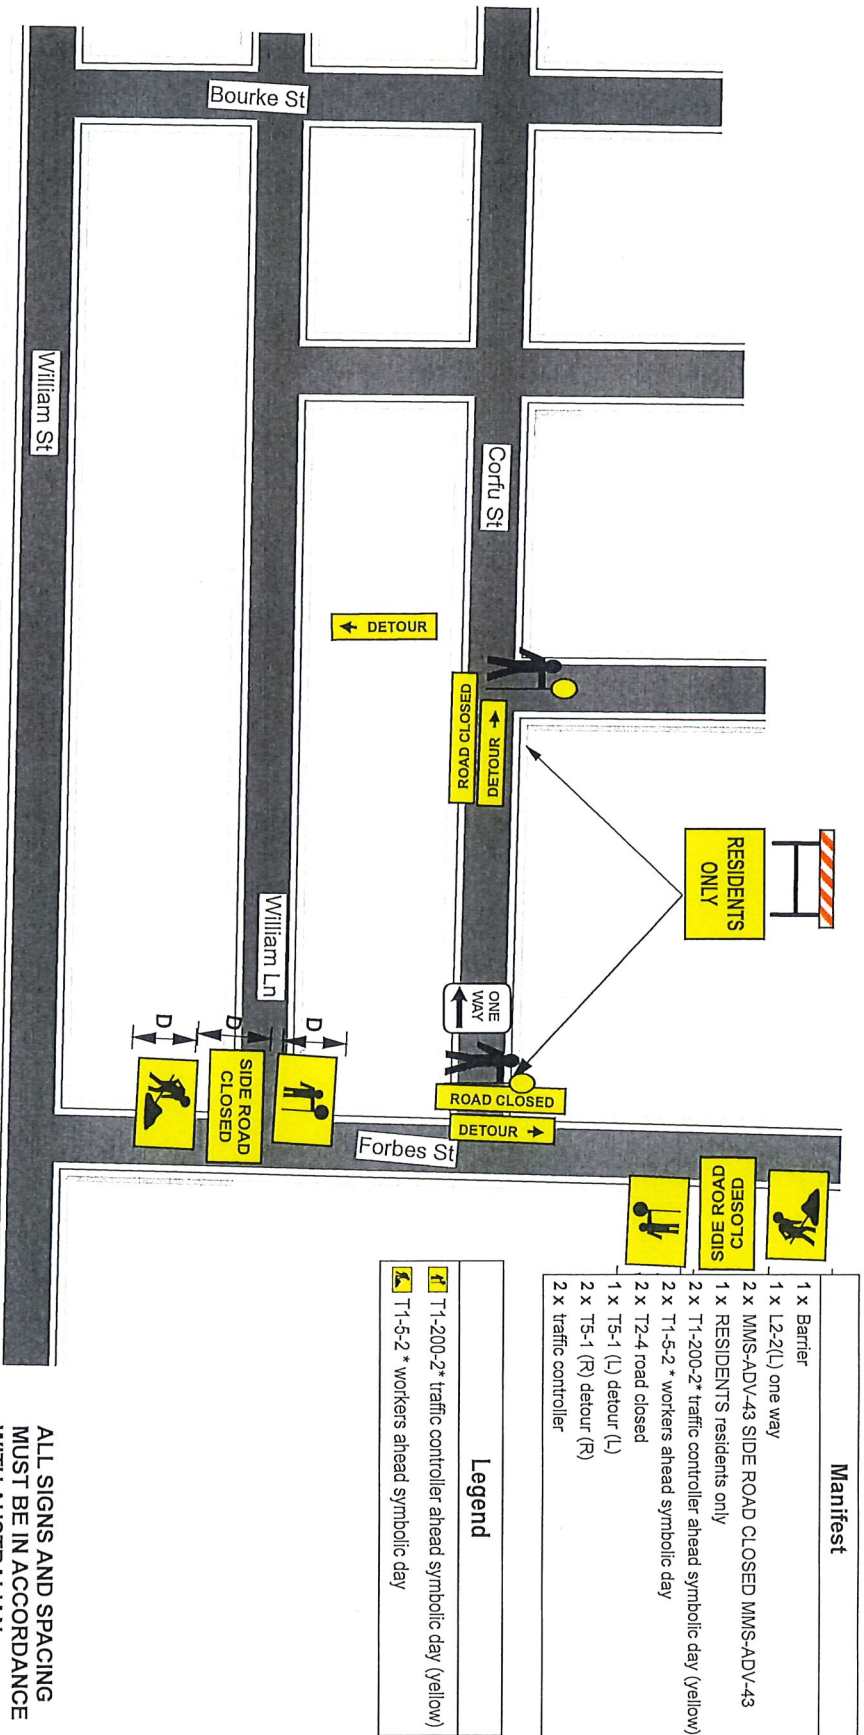 Bourke St
William St
Corfu St
DETOUR
ROAD CLOSED
DETOUR
RESIDENTS
ONLY
William Ln
ONE
WAY
D
D
D
SIDE ROAD
CLOSED
ROAD CLOSED
DETOUR
Forbes St
SIDE ROAD
CLOSED
Manifest
1 x Barrier
1 x L2-2(L) one way
2 x MMS-ADV-43 SIDE ROAD CLOSED MMS-ADV-43
1 x RESIDENTS residents only
2 x T1-200-2* traffic controller ahead symbolic day (yellow)
2 x T1-5-2 * workers ahead symbolic day
2 x T2-4 road closed
1 x T5-1 (L) detour (L)
2 x T5-1 (R) detour (R)
2 x traffic controller
Legend
T1-200-2* traffic controller ahead symbolic day (yellow)
T1-5-2 * workers ahead symbolic day
ALL SIGNS AND SPACING
MUST BE IN ACCORDANCE